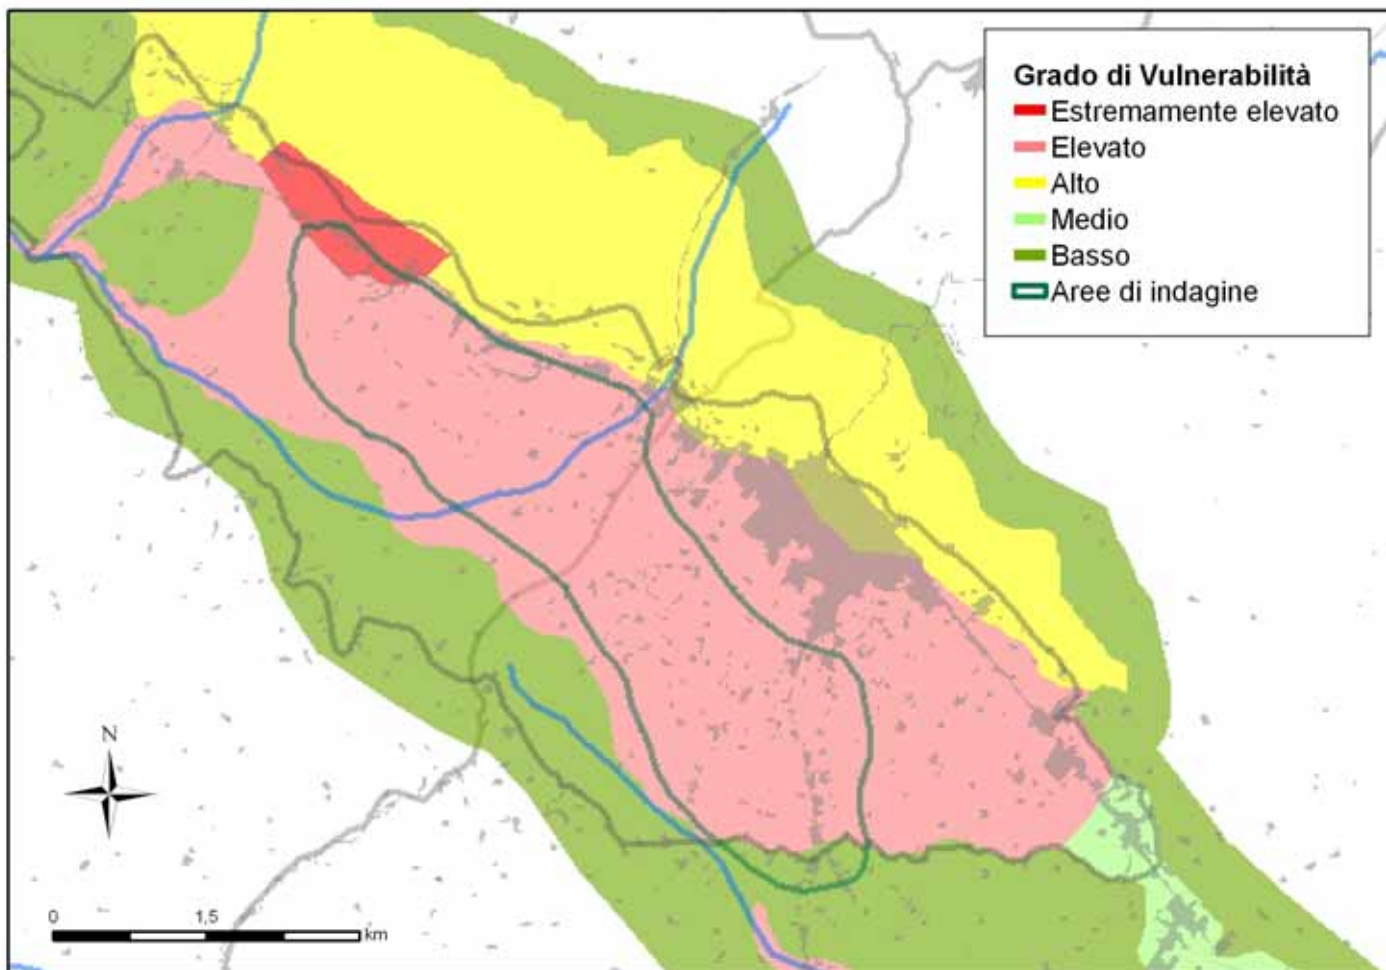 Grado di Vulnerabilità
Estremamente elevato
Elevato
Alto
Medio
Basso
Aree di indagine
N
0 1,5
km